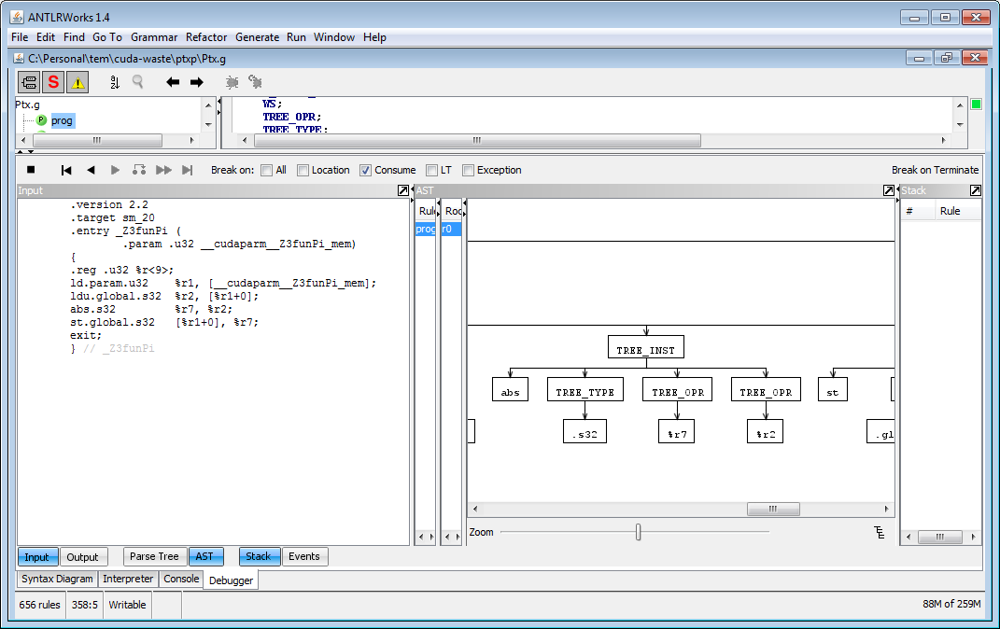 ANTLRWorks 1.4
File Edit Find Go To Grammar Refactor Generate Run Window Help
C:\Personal\tem\cuda-waste\ptxp\Ptx.g
Ptx.g
prog
WS;
TREE_OPR;
TREE_TYPE;
Break on: All Location Consume LT Exception Break on Terminate
Input
.version 2.2
.target sm_20
.entry _Z3funPi (
.param .u32 __cudaparm__Z3funPi_mem)
{
.reg .u32 %r<9>;
ld.param.u32 %r1, [__cudaparm__Z3funPi_mem];
ldu.global.s32 %r2, [%r1+0];
abs.s32 %r7, %r2;
st.global.s32 [%r1+0], %r7;
exit;
} // _Z3funPi
AST
Rule Roo
prog r0
TREE_INST
abs TREE_TYPE TREE_OPR TREE_OPR st
.s32 %r7 %r2 .gl
Zoom
Stack
# Rule
Input Output Parse Tree AST Stack Events
Syntax Diagram Interpreter Console Debugger
656 rules 358:5 Writable 88M of 259M